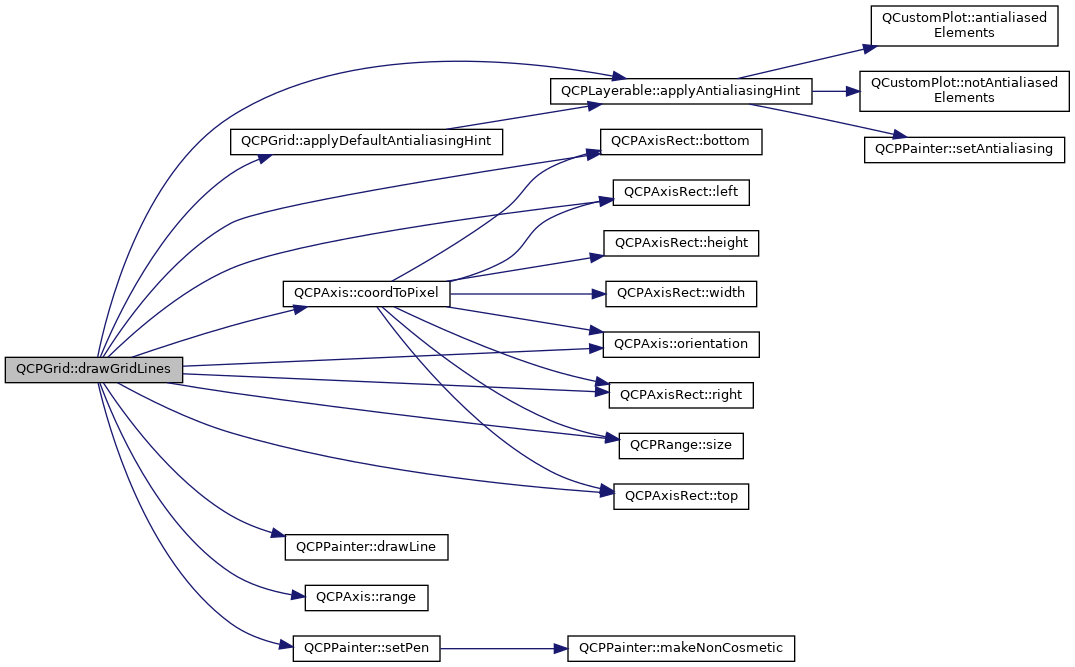 QCustomPlot::antialiased
Elements
QCPLayerable::applyAntialiasingHint
QCustomPlot::notAntialiased
Elements
QCPGrid::applyDefaultAntialiasingHint
QCPAxisRect::bottom
QCPPainter::setAntialiasing
QCPAxisRect::left
QCPAxisRect::height
QCPAxis::coordToPixel
QCPAxisRect::width
QCPAxis::orientation
QCPGrid::drawGridLines
QCPAxisRect::right
QCPRange::size
QCPAxisRect::top
QCPPainter::drawLine
QCPAxis::range
QCPPainter::setPen
QCPPainter::makeNonCosmetic